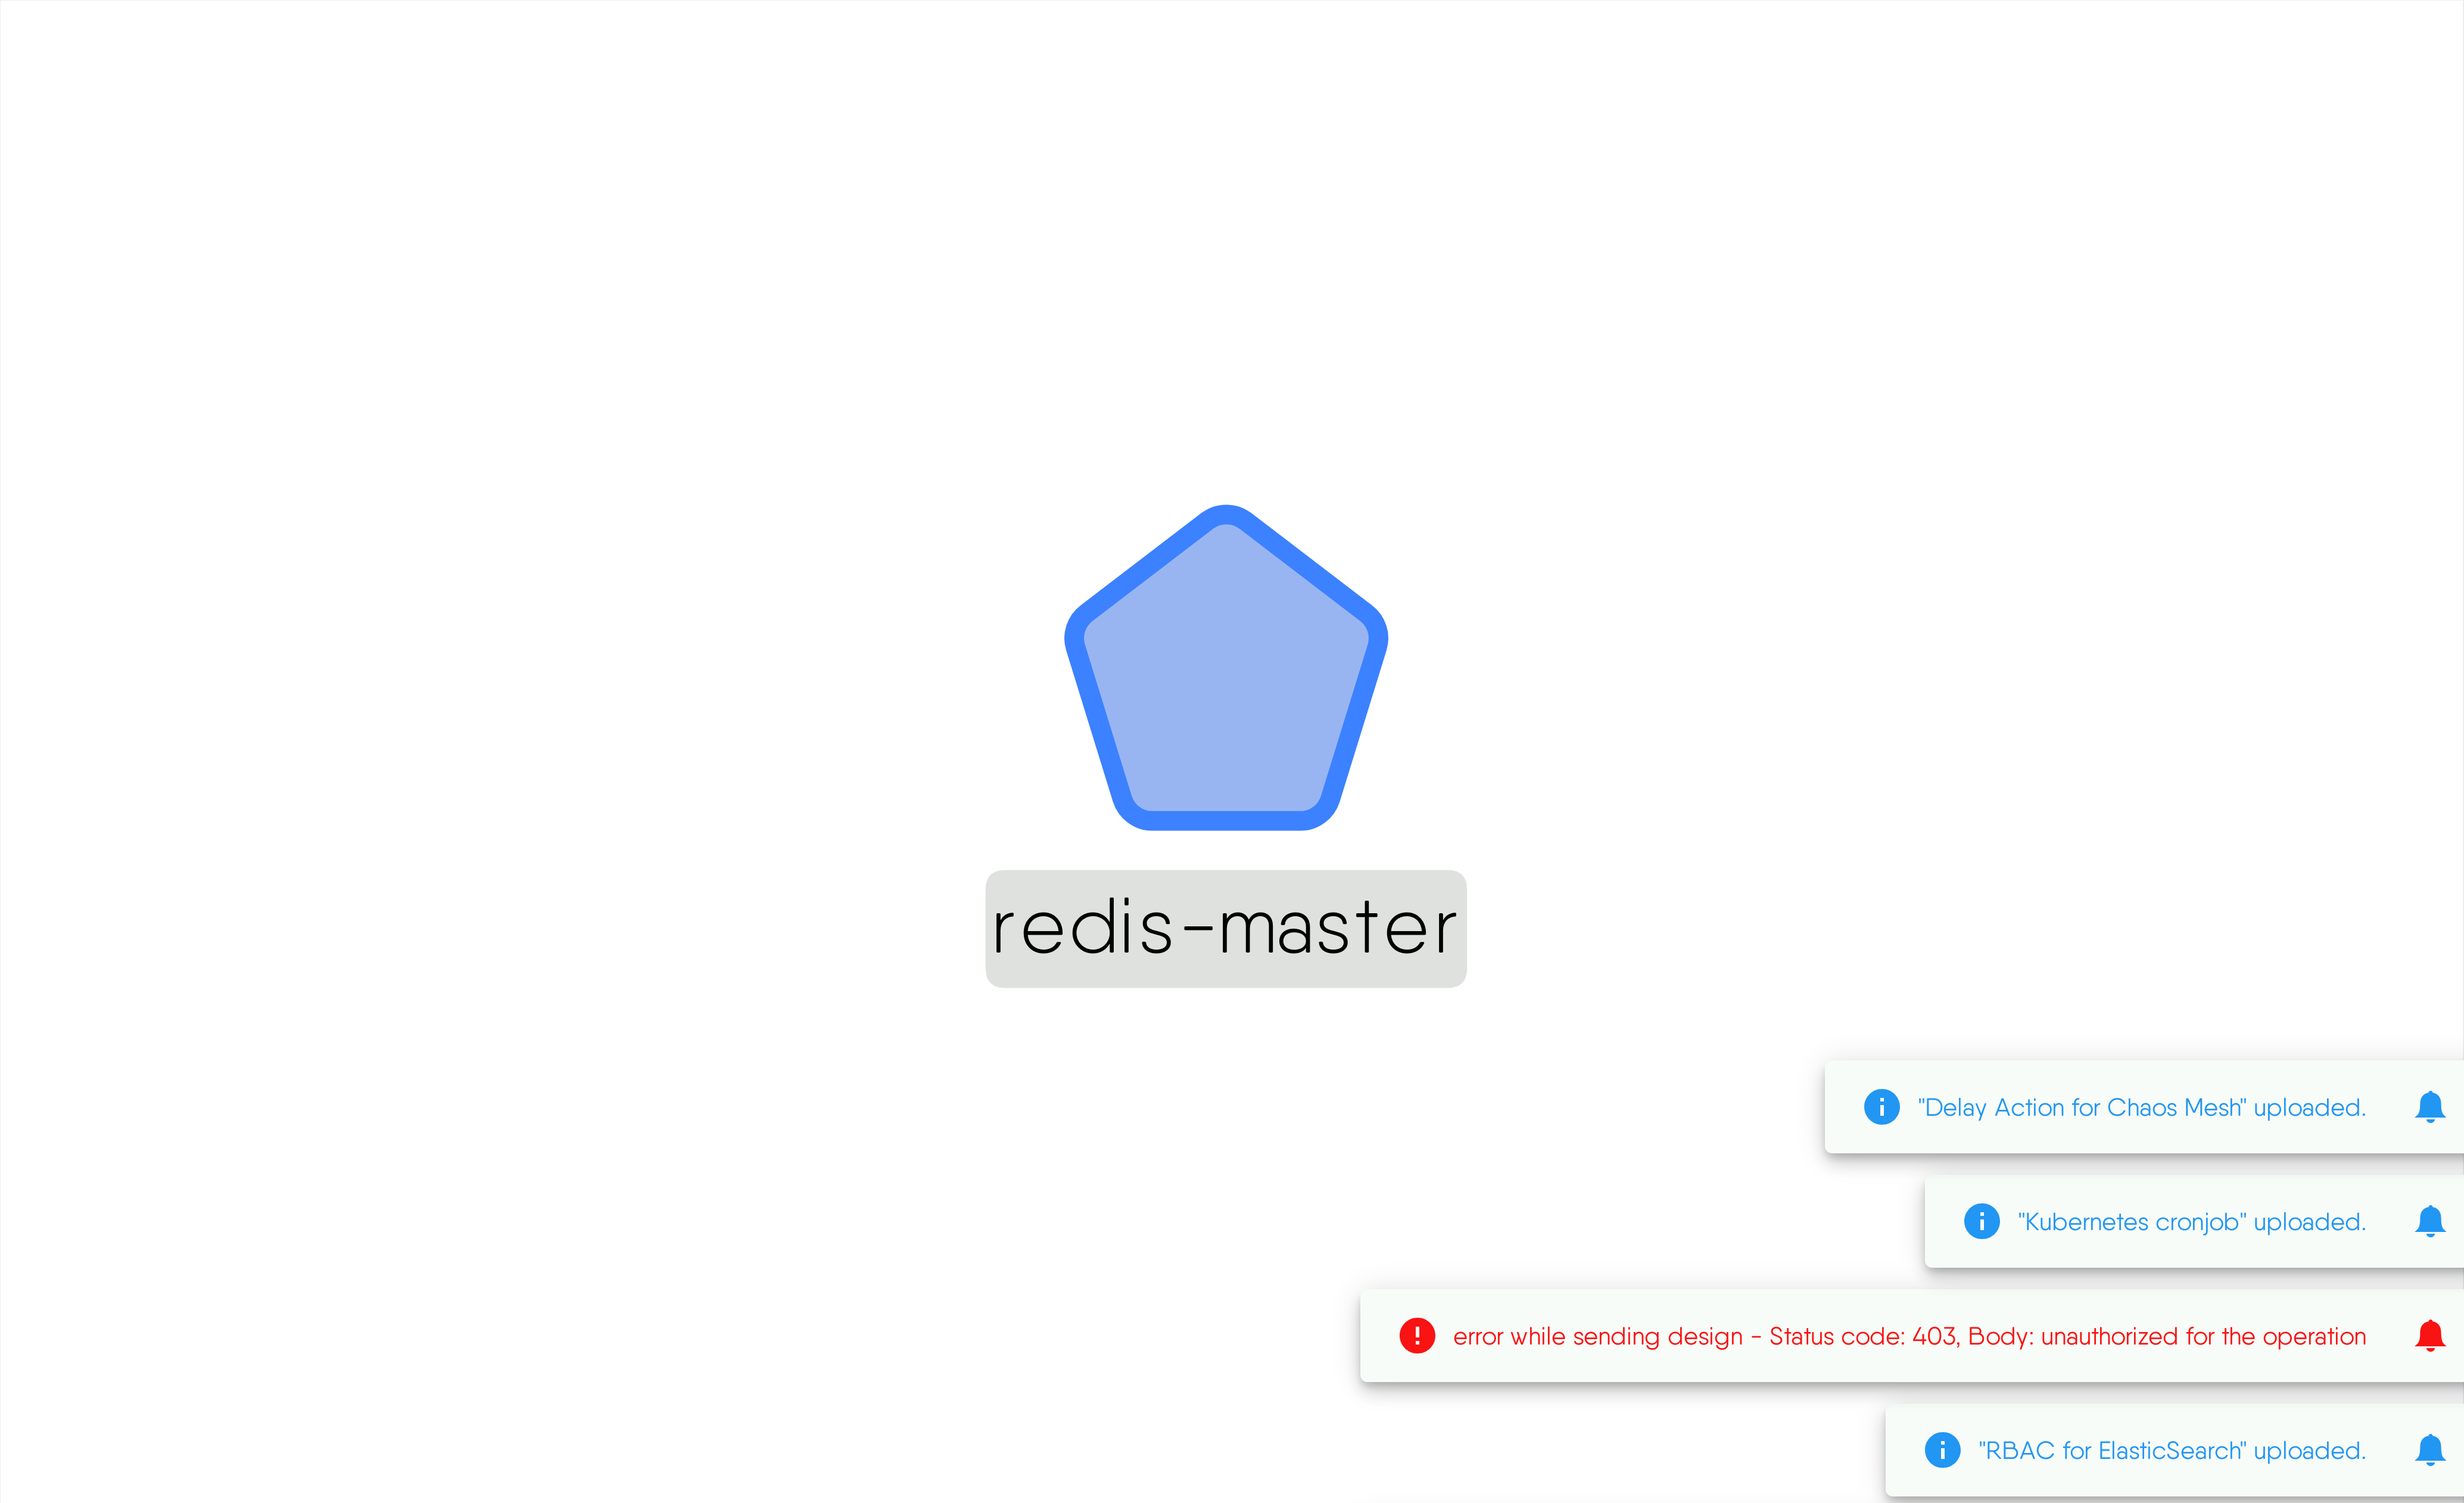 redis-master
"Delay Action for Chaos Mesh" uploaded.
"Kubernetes cronjob" uploaded.
error while sending design - Status code: 403, Body: unauthorized for the operation
"RBAC for ElasticSearch" uploaded.